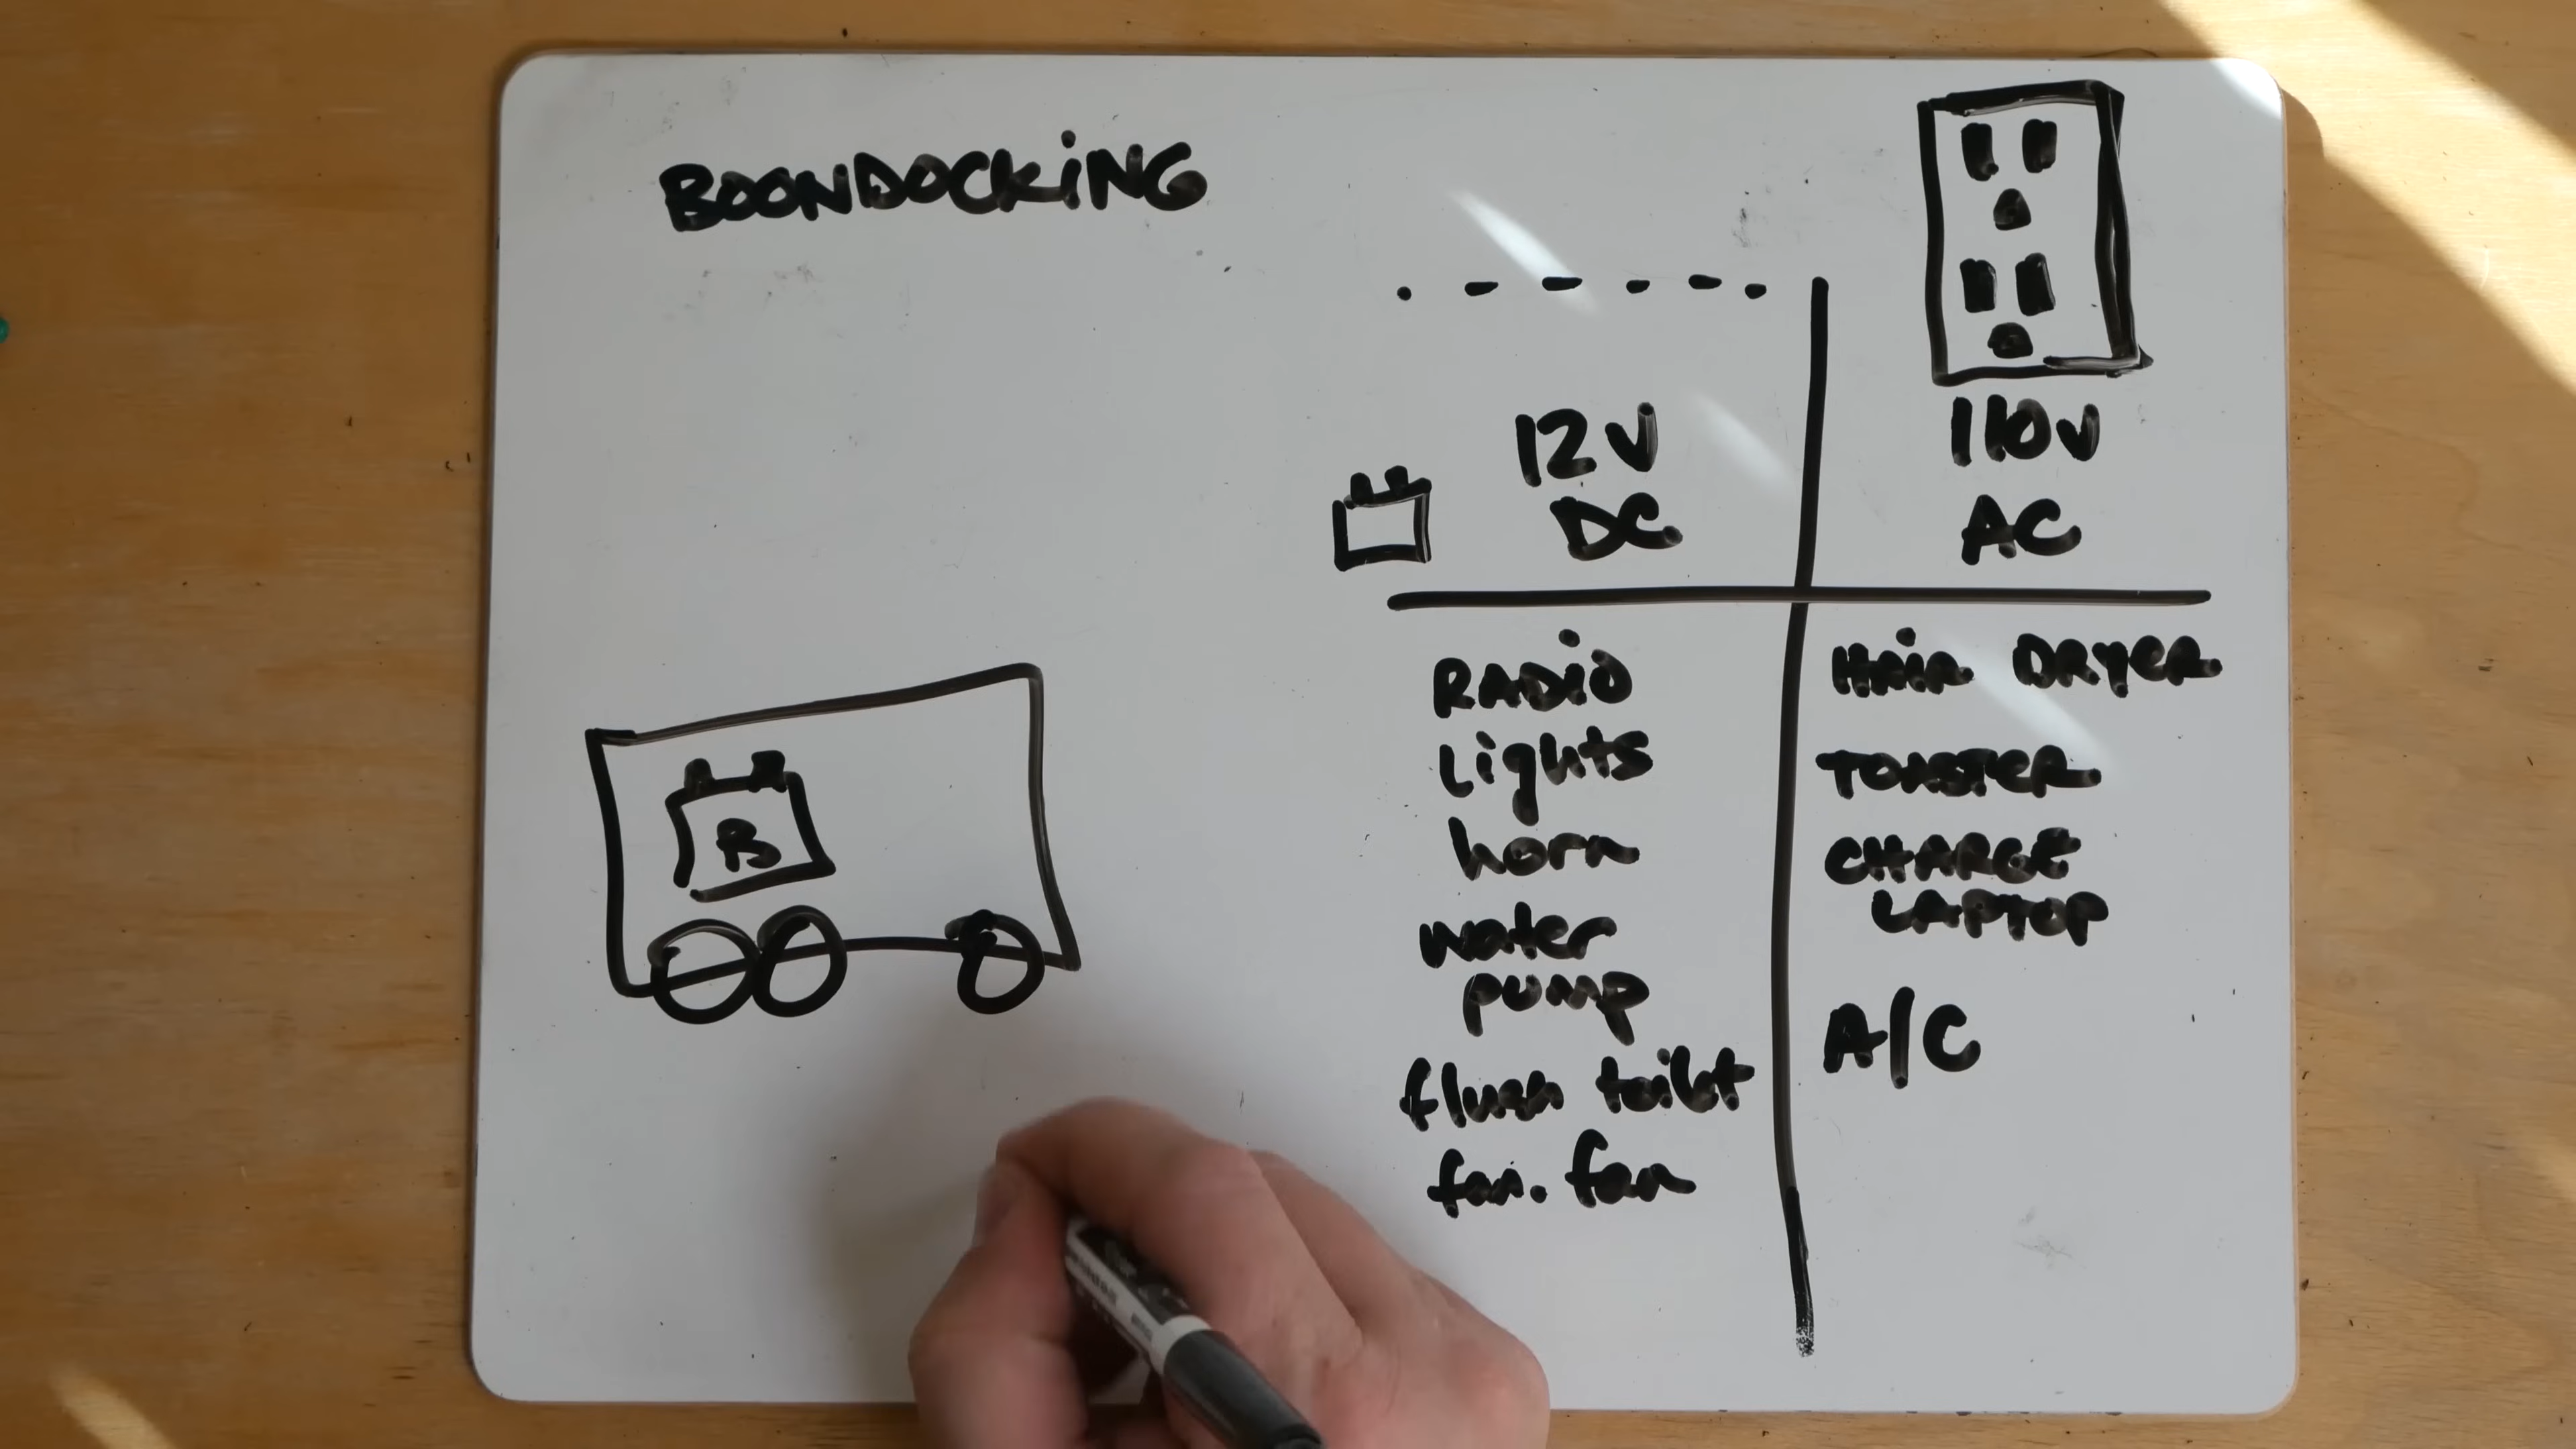 BOONDOCKiNG
12v
DC
110v
AC
RADiO
Lights
horn
water
pump
flush toilet
fan. fan
HAiR DRYER
TOASTER
CHARGE
LAPTOP
A/C
B